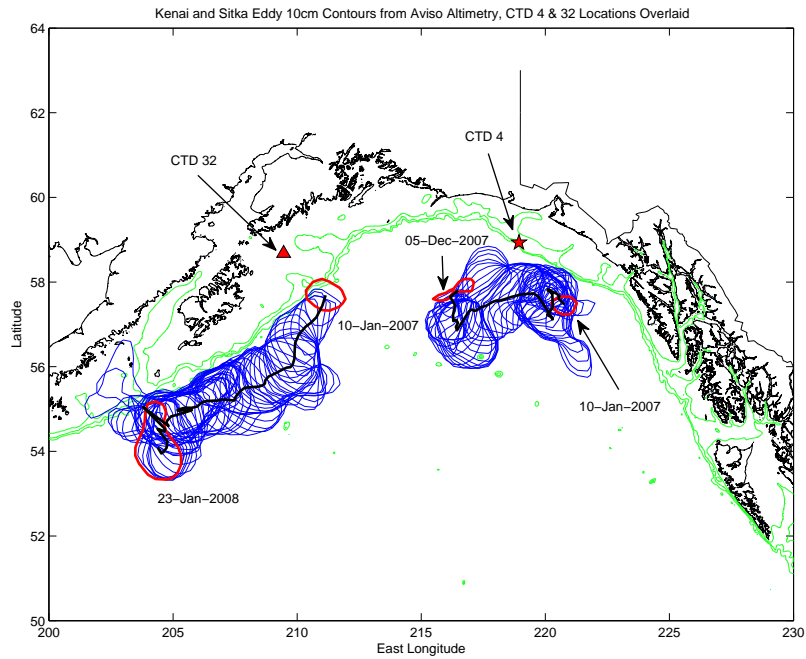 Kenai and Sitka Eddy 10cm Contours from Aviso Altimetry, CTD 4 & 32 Locations Overlaid
64
62
60
58
56
54
52
50
Latitude
CTD 32
CTD 4
05−Dec−2007
10−Jan−2007
10−Jan−2007
23−Jan−2008
200
205
210
215
220
225
230
East Longitude